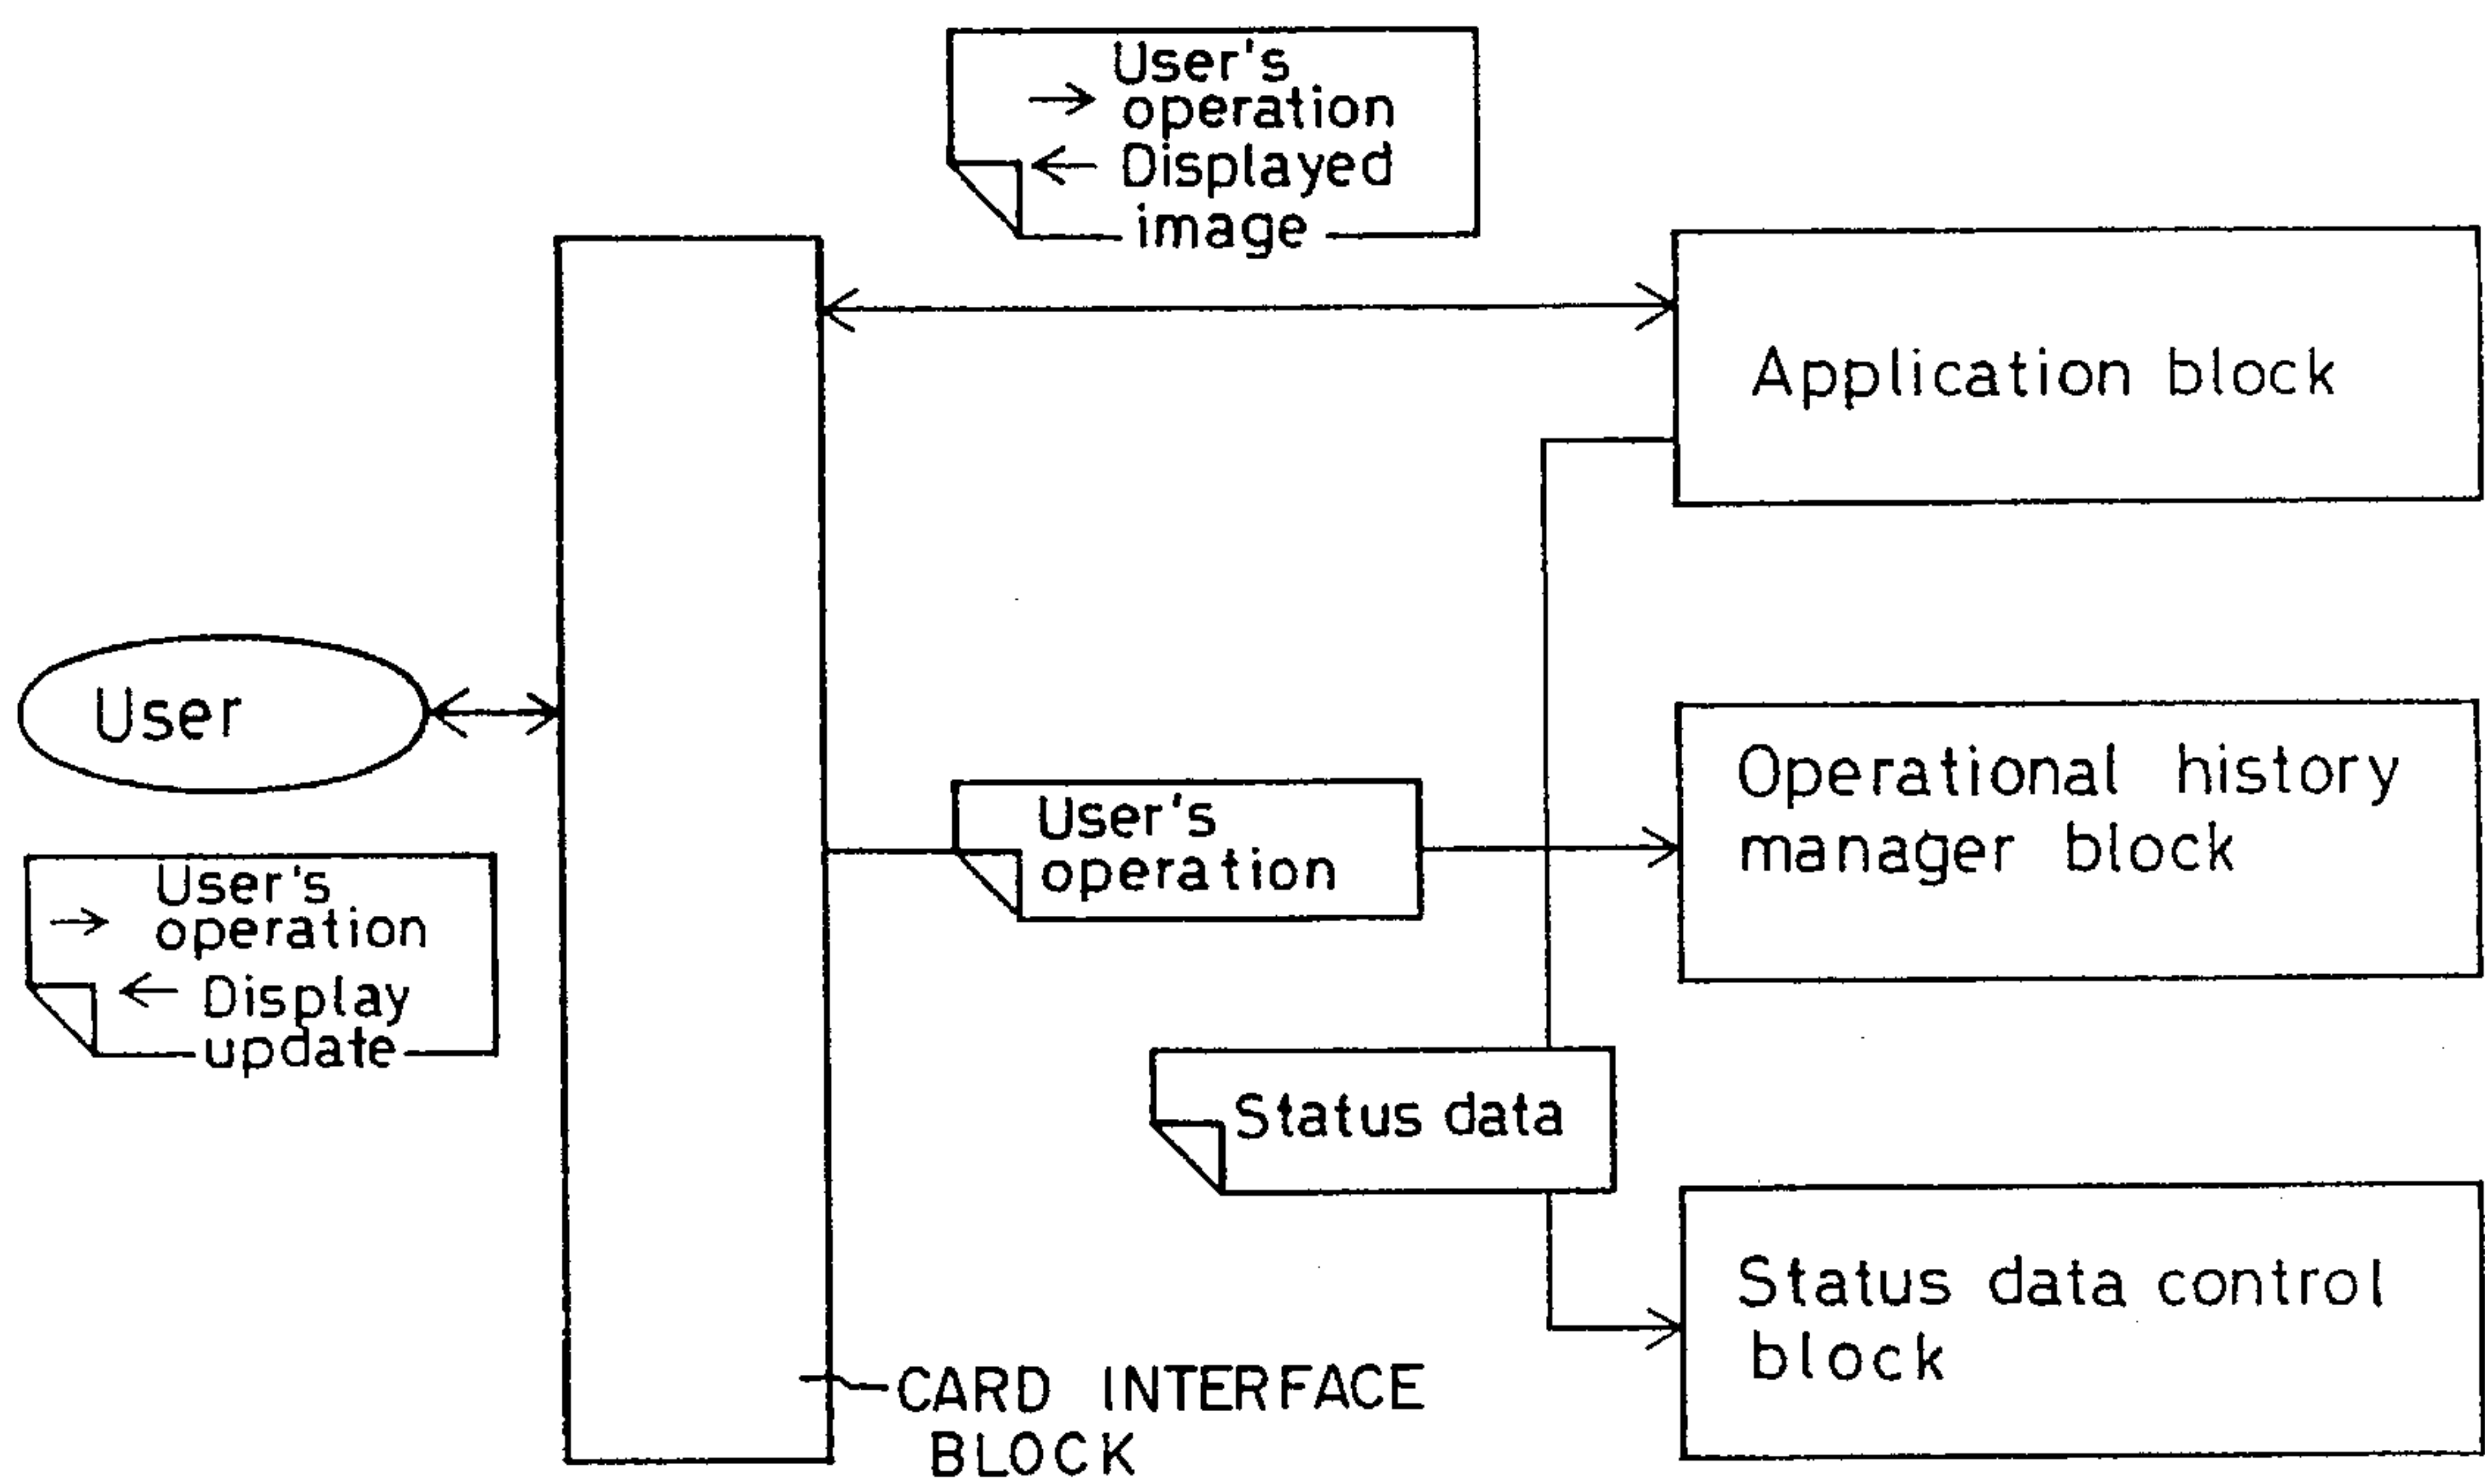 User's
→ operation
← Displayed
image
Application block
User
Operational history
manager block
User's
operation
User's
→ operation
← Display
update
Status data
Status data control
block
CARD INTERFACE
BLOCK